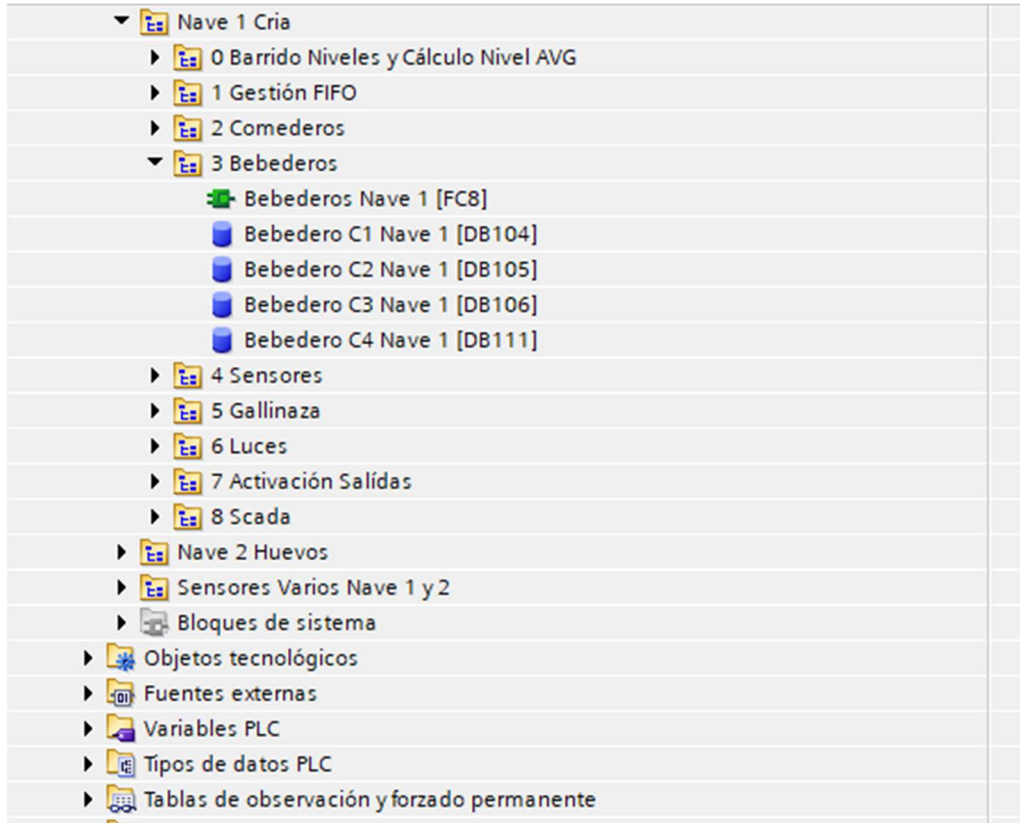 Nave 1 Cria
0 Barrido Niveles y Cálculo Nivel AVG
1 Gestión FIFO
2 Comederos
3 Bebederos
Bebederos Nave 1 [FC8]
Bebedero C1 Nave 1 [DB104]
Bebedero C2 Nave 1 [DB105]
Bebedero C3 Nave 1 [DB106]
Bebedero C4 Nave 1 [DB111]
4 Sensores
5 Gallinaza
6 Luces
7 Activación Salídas
8 Scada
Nave 2 Huevos
Sensores Varios Nave 1 y 2
Bloques de sistema
Objetos tecnológicos
Fuentes externas
Variables PLC
Tipos de datos PLC
Tablas de observación y forzado permanente